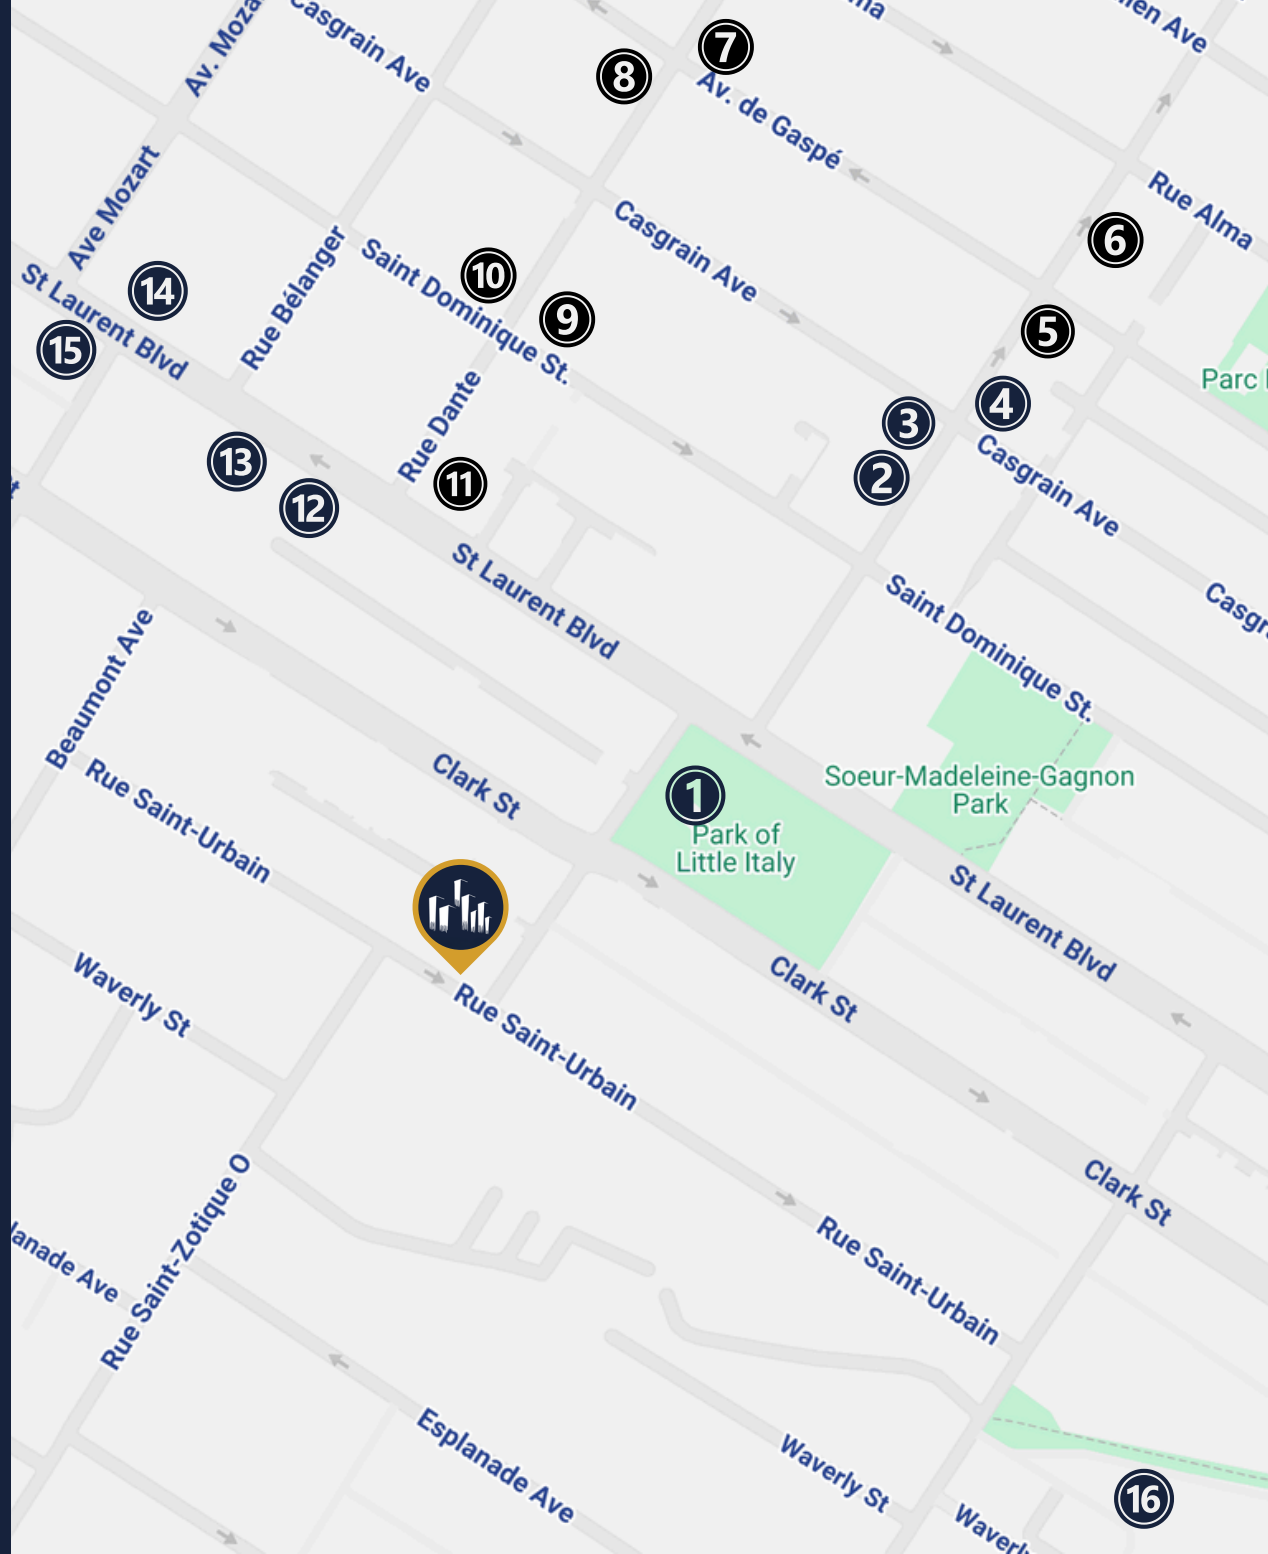 Casgrain Ave
Av. Moza
7
8
Av. de Gaspé
Rue Alma
Ave Mozart
Casgrain Ave
6
Rue Bélanger
Saint Dominique St.
10
9
5
St Laurent Blvd
14
15
Parc
Rue Dante
4
3
2
13
12
11
Casgrain Ave
St Laurent Blvd
Saint Dominique St.
Casgr
Beaumont Ave
Clark St
1
Park of
Little Italy
Soeur-Madeleine-Gagnon
Park
Rue Saint-Urbain
St Laurent Blvd
Waverly St
Rue Saint-Urbain
Clark St
Clark St
Rue Saint-Zotique O
lanade Ave
Rue Saint-Urbain
Esplanade Ave
Waverly St
Waverl
16